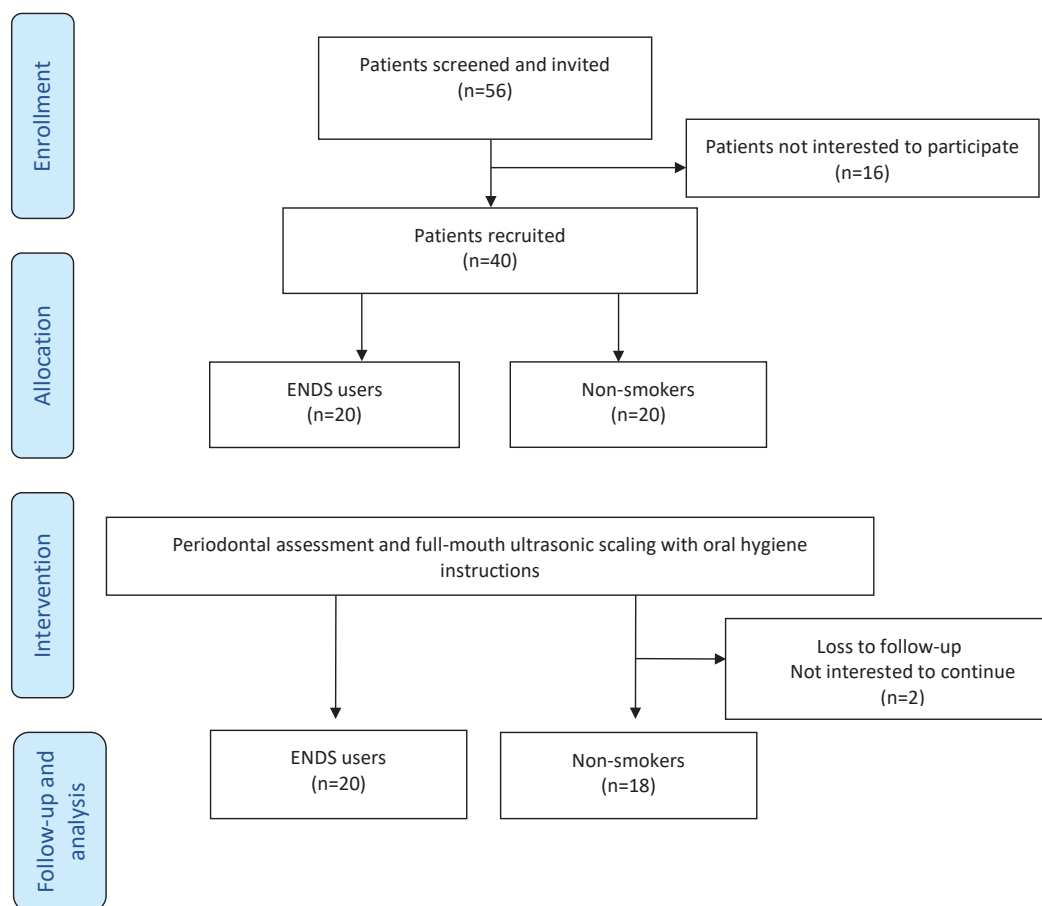 Enrollment
Patients screened and invited
(n=56)
Patients not interested to participate
(n=16)
Patients recruited
(n=40)
Allocation
ENDS users
(n=20)
Non-smokers
(n=20)
Intervention
Periodontal assessment and full-mouth ultrasonic scaling with oral hygiene
instructions
Loss to follow-up
Not interested to continue
(n=2)
Follow-up and
analysis
ENDS users
(n=20)
Non-smokers
(n=18)